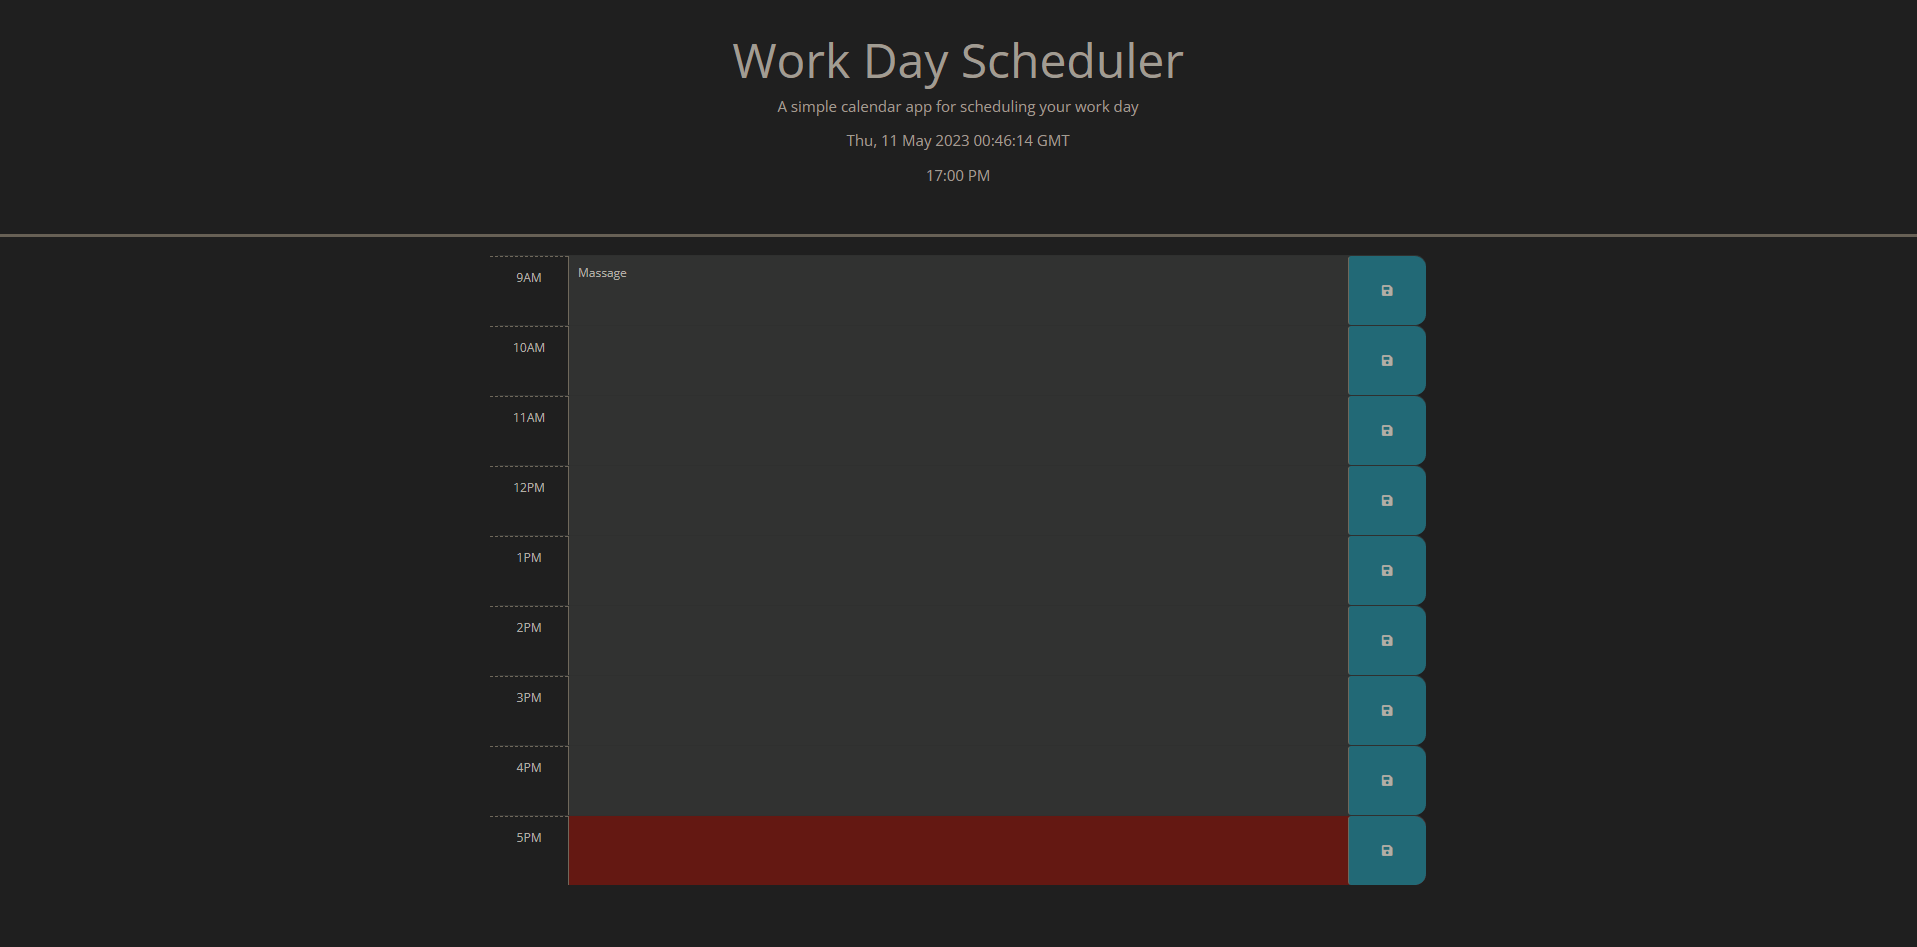 Work Day Scheduler
A simple calendar app for scheduling your work day
Thu, 11 May 2023 00:46:14 GMT
17:00 PM
9AM
Massage
10AM
11AM
12PM
1PM
2PM
3PM
4PM
5PM